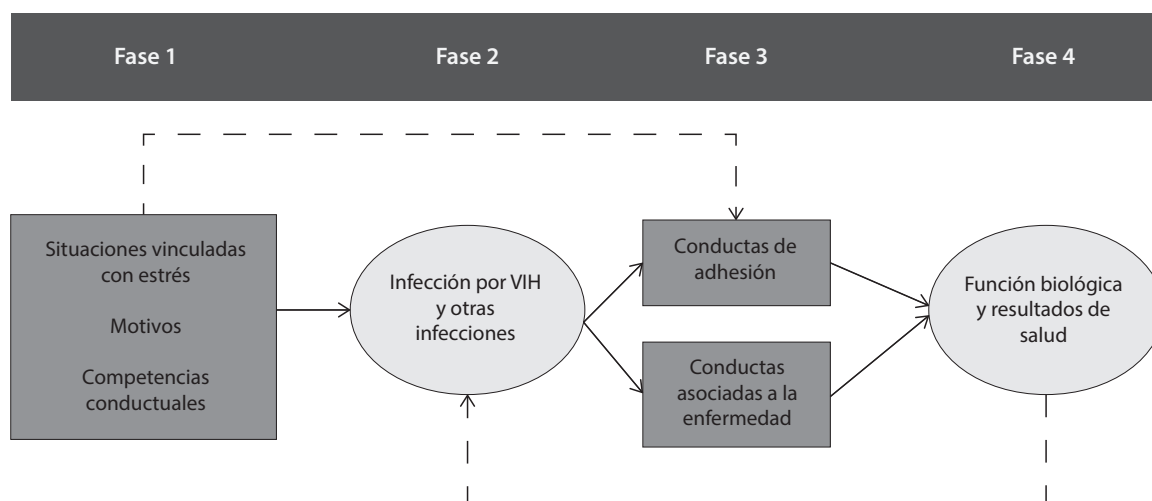 Fase 1
Fase 2
Fase 3
Fase 4
Situaciones vinculadas
con estrés
Motivos
Competencias
conductuales
Infección por VIH
y otras
infecciones
Conductas de
adhesión
Conductas
asociadas a la
enfermedad
Función biológica
y resultados de
salud